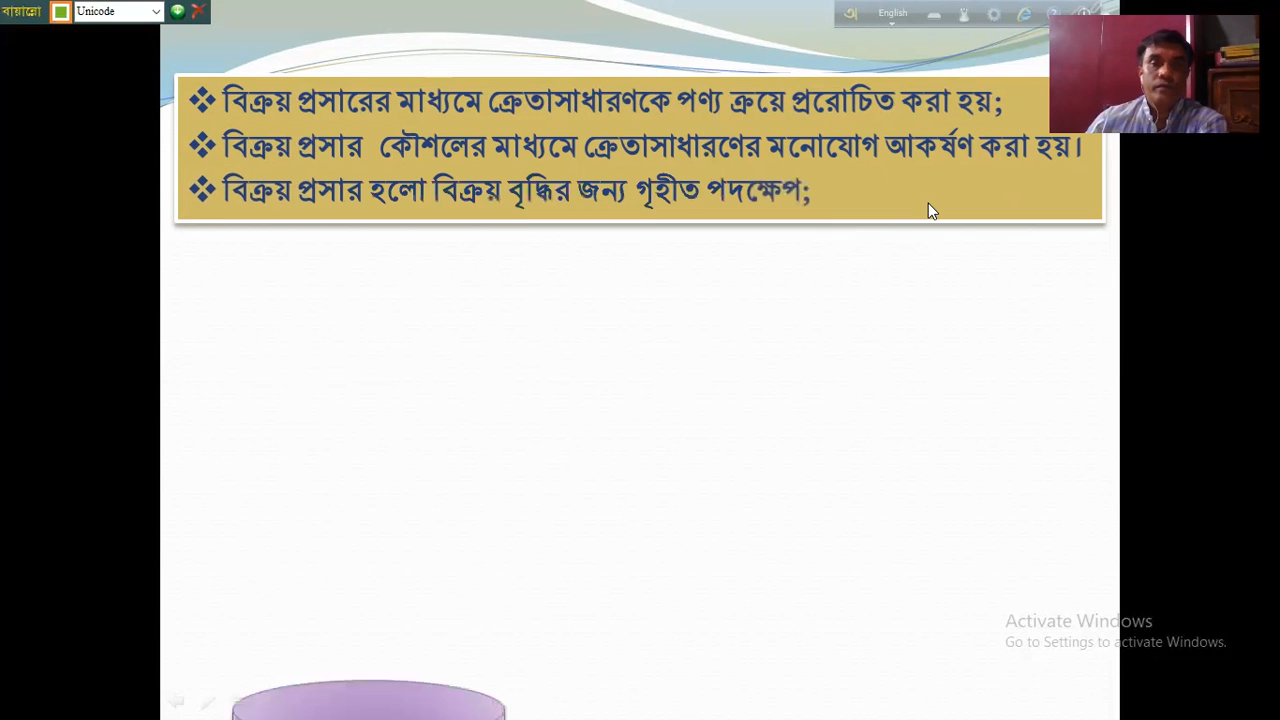 বায়ান্নো Unicode
English
❖ বিক্রয় প্রসারের মাধ্যমে ক্রেতাসাধারণকে পণ্য ক্রয়ে প্ররোচিত করা হয়;
❖ বিক্রয় প্রসার কৌশলের মাধ্যমে ক্রেতাসাধারণের মনোযোগ আকর্ষণ করা হয়।
❖ বিক্রয় প্রসার হলো বিক্রয় বৃদ্ধির জন্য গৃহীত পদক্ষেপ;
Activate Windows
Go to Settings to activate Windows.